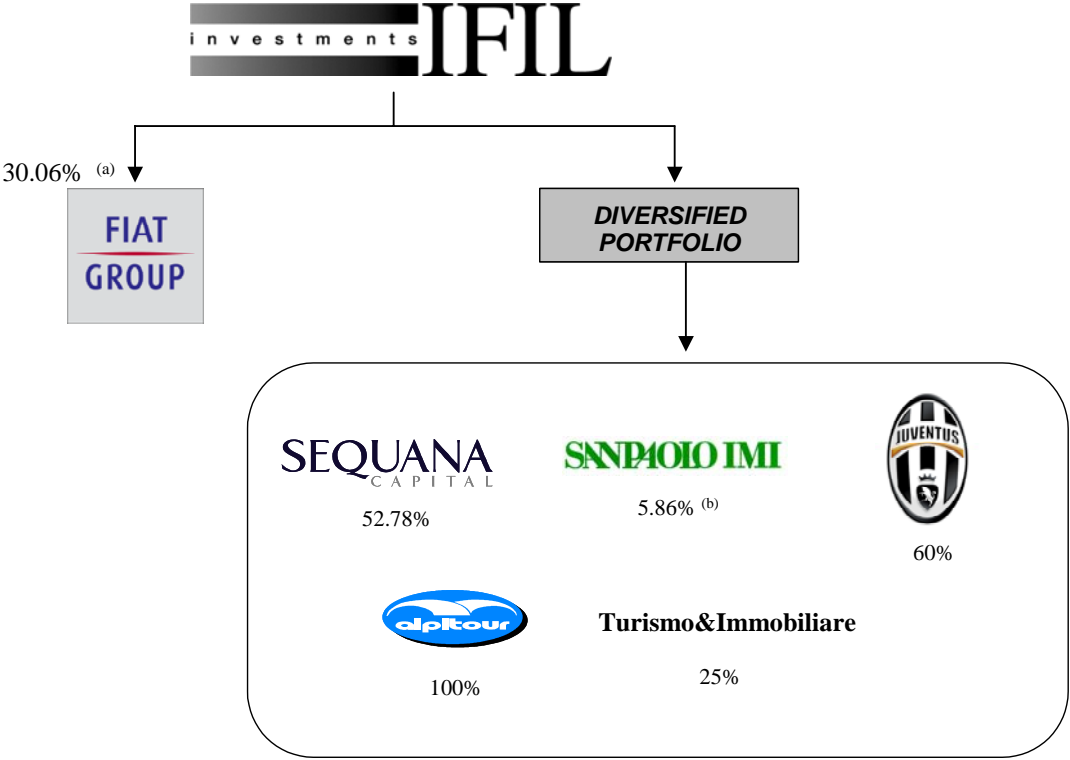 investments IFIL
30.06% (a)
FIAT
GROUP
DIVERSIFIED
PORTFOLIO
SEQUANA
CAPITAL
52.78%
SANPAOLO IMI
5.86% (b)
JUVENTUS
60%
alpitour
100%
Turismo&Immobiliare
25%